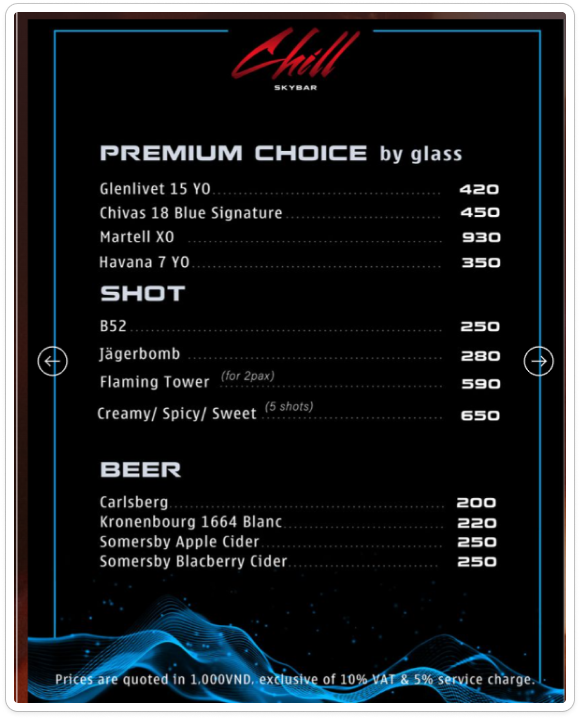 Chill
SKYBAR
PREMIUM CHOICE by glass
Glenlivet 15 YO 420
Chivas 18 Blue Signature 450
Martell XO 930
Havana 7 YO 350
SHOT
B52 250
Jägerbomb 280
Flaming Tower (for 2pax) 590
Creamy/ Spicy/ Sweet (5 shots) 650
BEER
Carlsberg 200
Kronenbourg 1664 Blanc 220
Somersby Apple Cider 250
Somersby Blacberry Cider 250
Prices are quoted in 1.000VND, exclusive of 10% VAT & 5% service charge.